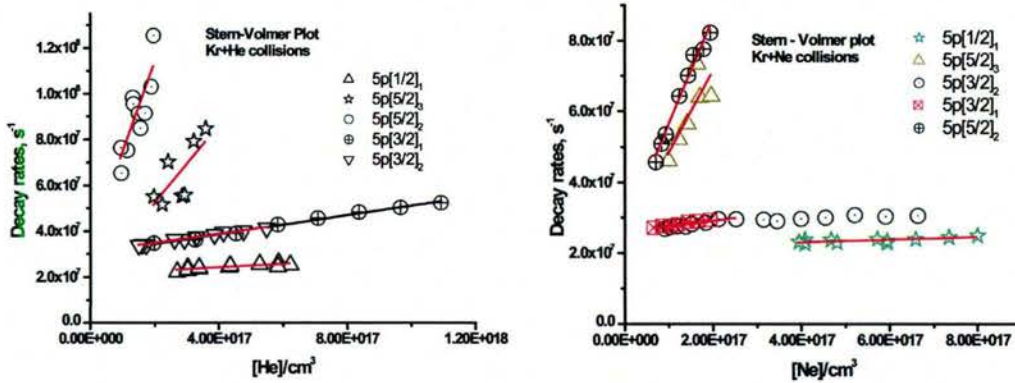 Stern-Volmer Plot
Kr+He collisions
5p[1/2]₁
5p[5/2]₃
5p[5/2]₂
5p[3/2]₁
5p[3/2]₂
Decay rates, s⁻¹
1.2x10⁸
1.0x10⁸
8.0x10⁷
6.0x10⁷
4.0x10⁷
2.0x10⁷
0.0
0.00E+000
4.00E+017
8.00E+017
1.20E+018
[He]/cm³
Stern - Volmer plot
Kr+Ne collisions
5p[1/2]₁
5p[5/2]₃
5p[3/2]₂
5p[3/2]₁
5p[5/2]₂
Decay rates, s⁻¹
8.0x10⁷
6.0x10⁷
4.0x10⁷
2.0x10⁷
0.0
0.00E+000
2.00E+017
4.00E+017
6.00E+017
8.00E+017
[Ne]/cm³